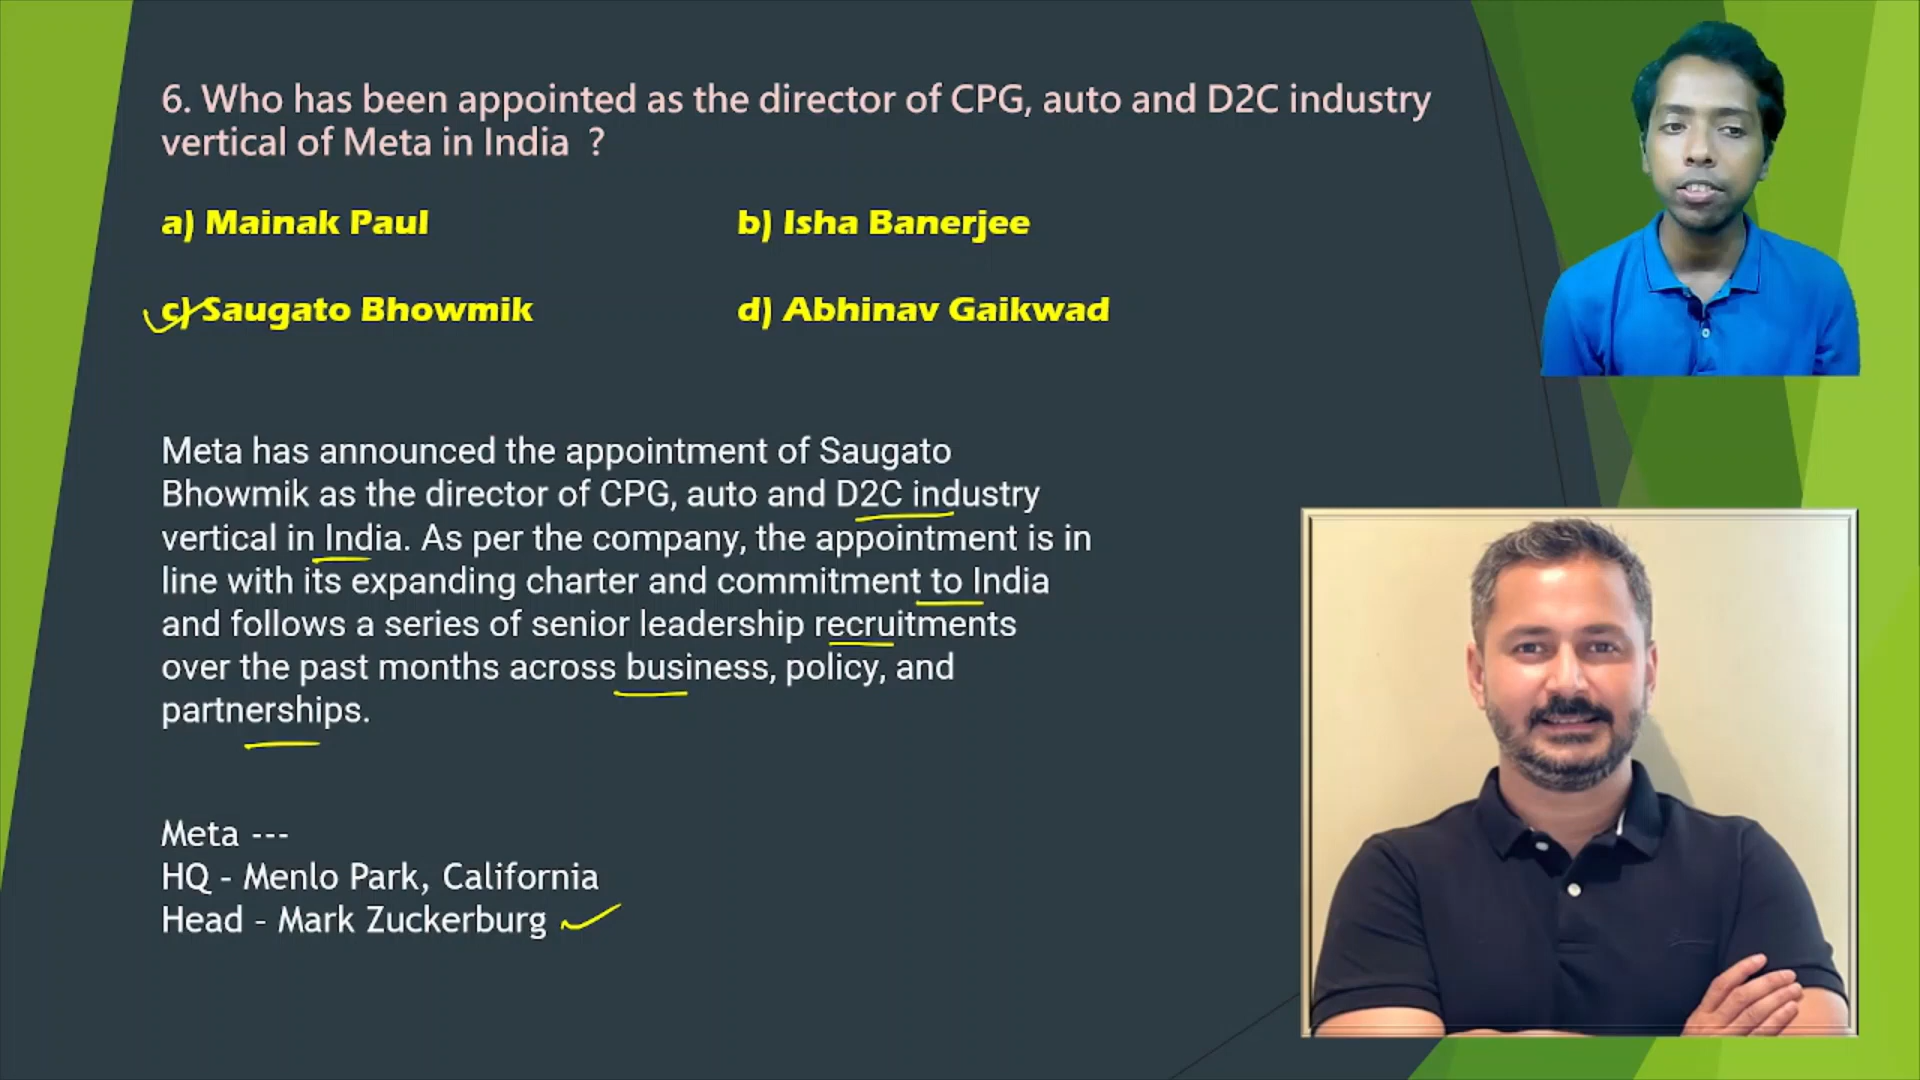 6. Who has been appointed as the director of CPG, auto and D2C industry
vertical of Meta in India ?
a) Mainak Paul
b) Isha Banerjee
c) Saugato Bhowmik
d) Abhinav Gaikwad
Meta has announced the appointment of Saugato
Bhowmik as the director of CPG, auto and D2C industry
vertical in India. As per the company, the appointment is in
line with its expanding charter and commitment to India
and follows a series of senior leadership recruitments
over the past months across business, policy, and
partnerships.
Meta ---
HQ - Menlo Park, California
Head - Mark Zuckerburg